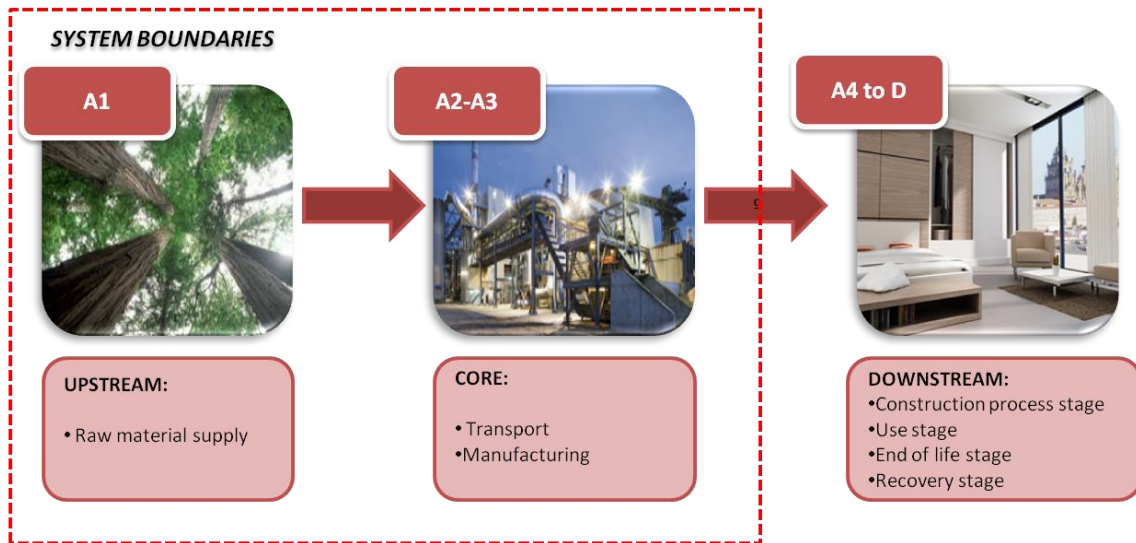 SYSTEM BOUNDARIES
A1
A2-A3
A4 to D
UPSTREAM:
• Raw material supply
CORE:
• Transport
•Manufacturing
DOWNSTREAM:
•Construction process stage
•Use stage
•End of life stage
•Recovery stage